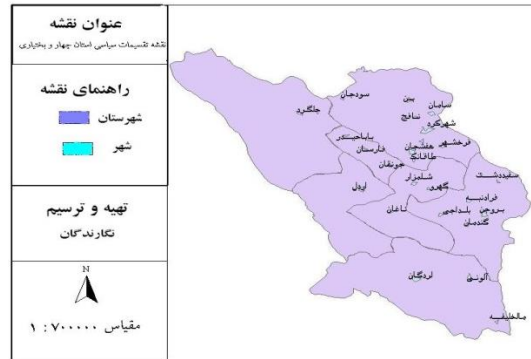 عنوان نقشه
نقشه تقسیمات سیاسی استان چهار و بختیاری
راهنمای نقشه
شهرستان
شهر
تهیه و ترسیم
نگارندگان
N
مقیاس ۷۰۰۰۰۰ : ۱
سودجان
بن
سامان
چلگرد
نافچ
شهرکرد
باباحیدر
هفشجان
فرخشهر
فارسان
طاقانک
جونقان
سفیددشت
شلمزار
گهرو
اردل
فرادنبه
ناغان
بلداجی
بروجن
گندمان
لردگان
آلونی
مالخلیفه